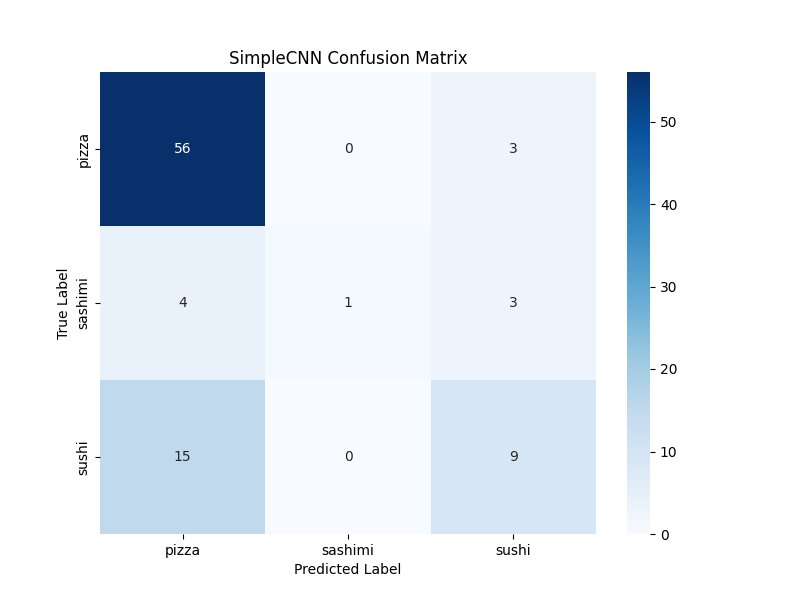 SimpleCNN Confusion Matrix
True Label
pizza
56
0
3
sashimi
4
1
3
sushi
15
0
9
pizza
sashimi
sushi
Predicted Label
50
40
30
20
10
0